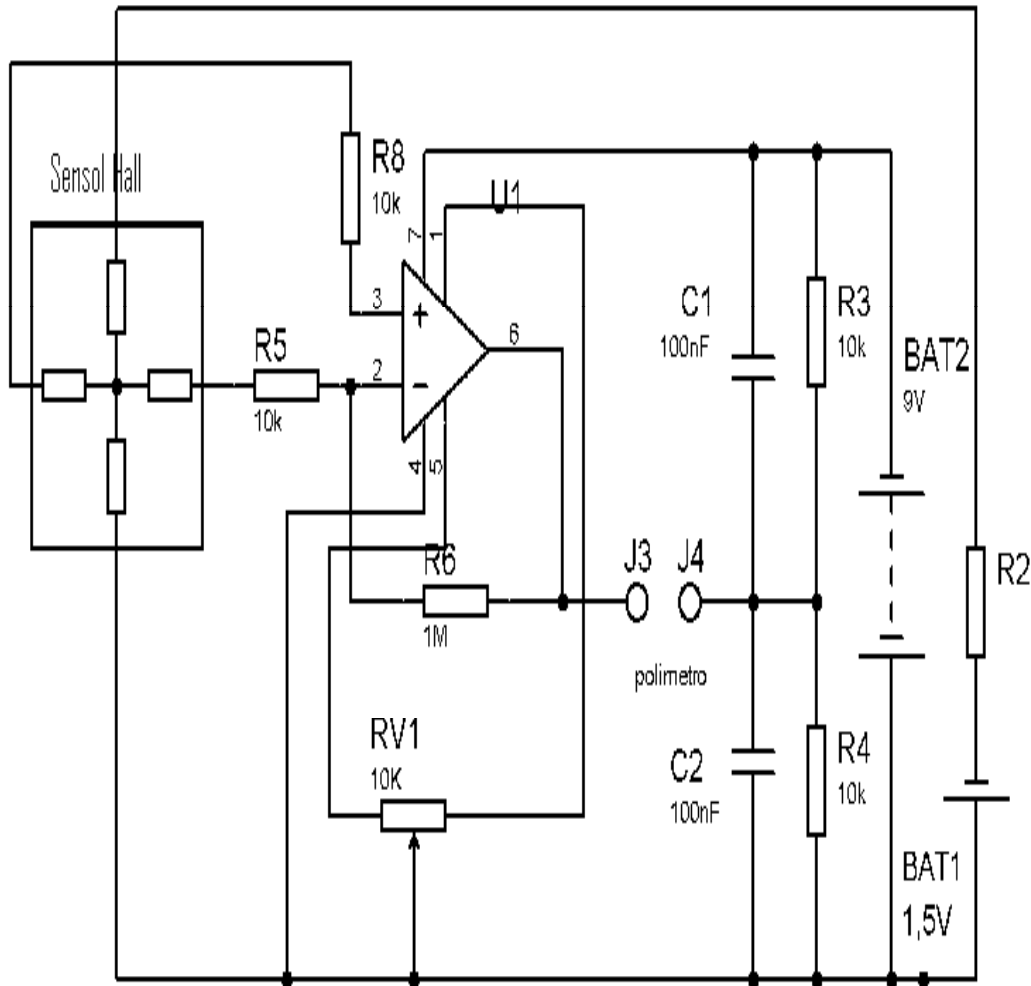 Sensol Hall
R8
10k
U1
7
1
3
+
2
-
6
4
5
R5
10k
C1
100nF
R3
10k
BAT2
9V
R6
1M
J3
J4
polimetro
R2
RV1
10K
C2
100nF
R4
10k
BAT1
1,5V